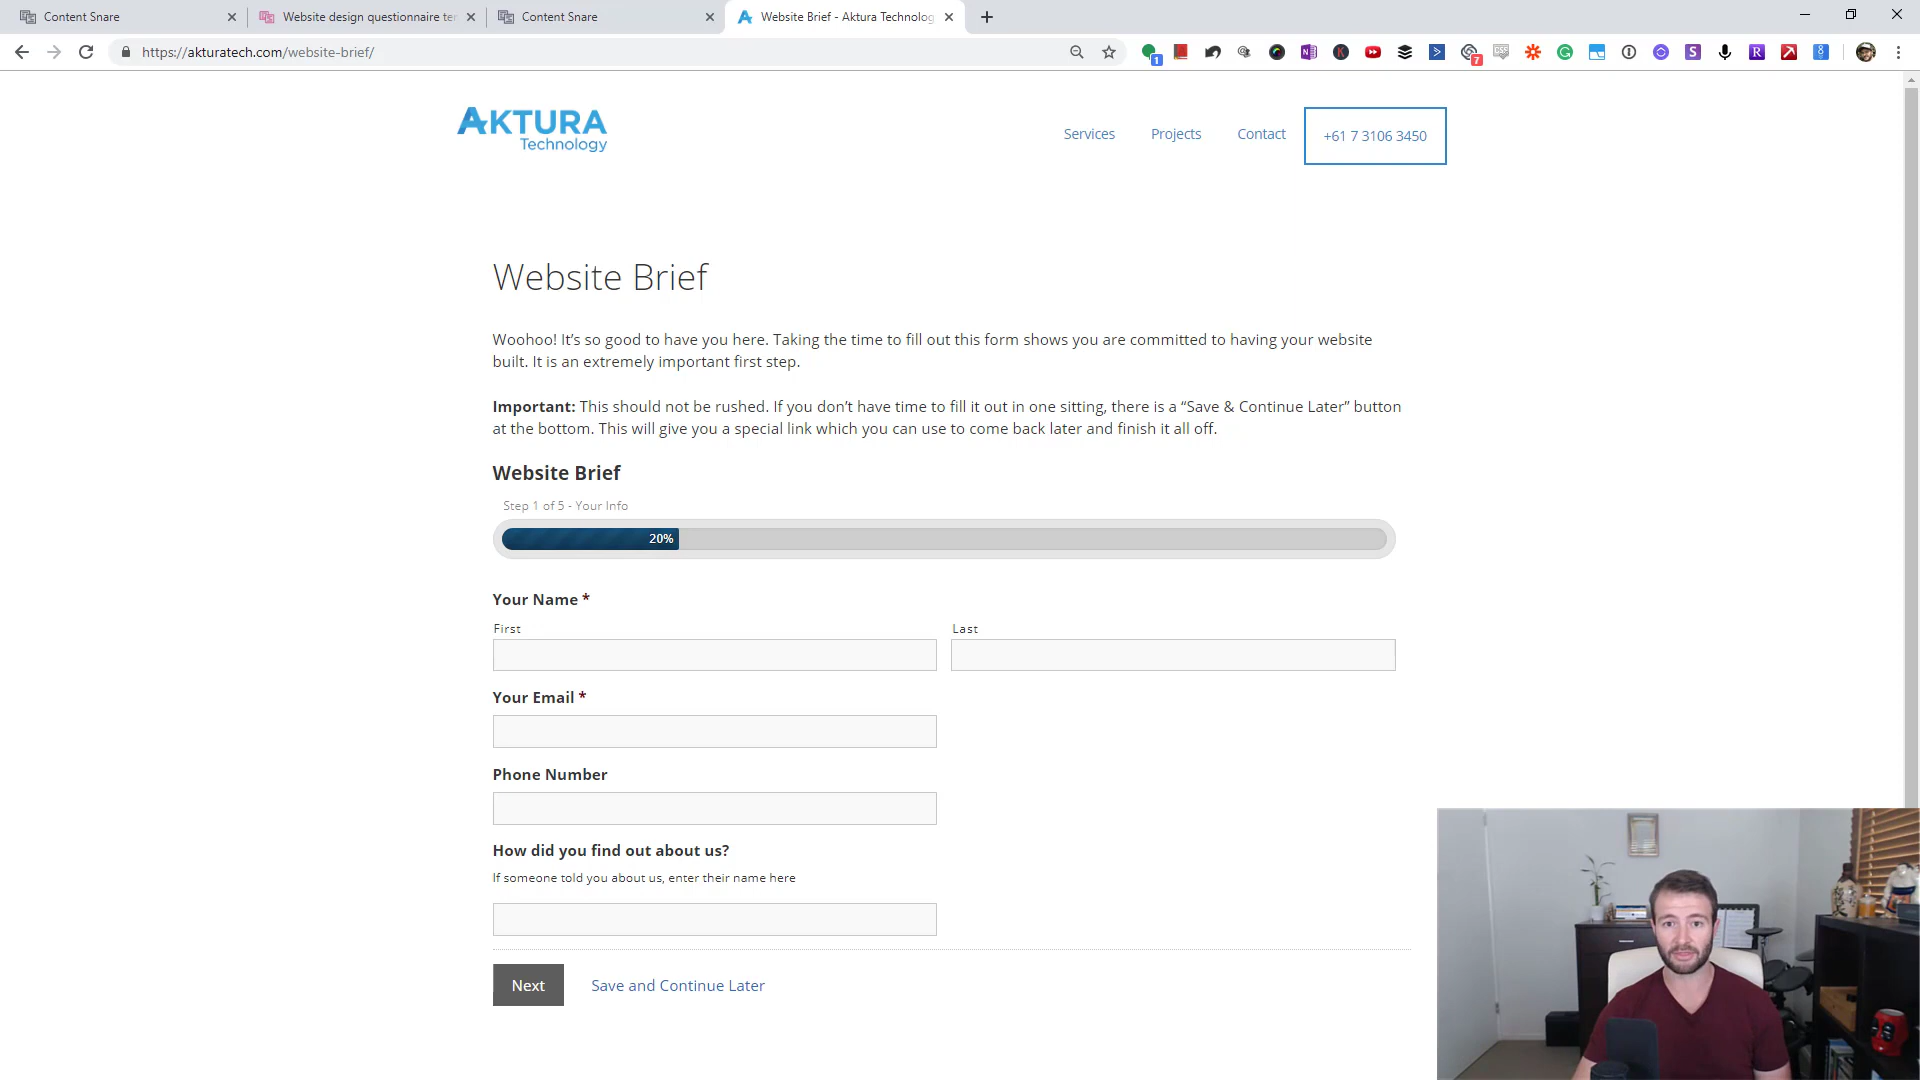 Content Snare
Website design questionnaire ter
Content Snare
Website Brief - Aktura Technolog
https://akturatech.com/website-brief/
1
7
AKTURA
Technology
Services
Projects
Contact
+61 7 3106 3450
Website Brief
Woohoo! It's so good to have you here. Taking the time to fill out this form shows you are committed to having your website
built. It is an extremely important first step.
Important: This should not be rushed. If you don't have time to fill it out in one sitting, there is a “Save & Continue Later” button
at the bottom. This will give you a special link which you can use to come back later and finish it all off.
Website Brief
Step 1 of 5 - Your Info
20%
Your Name *
First
Last
Your Email *
Phone Number
How did you find out about us?
If someone told you about us, enter their name here
Next
Save and Continue Later